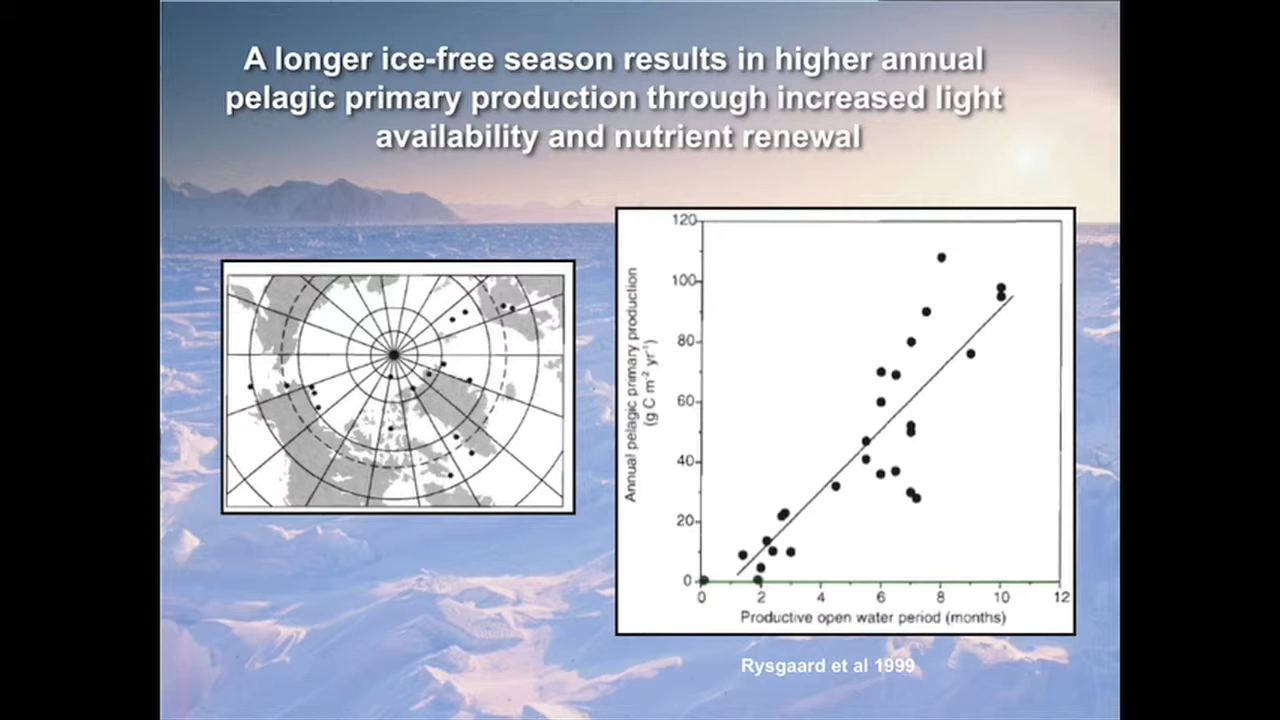 A longer ice-free season results in higher annual
pelagic primary production through increased light
availability and nutrient renewal
120
100
80
60
40
20
0
Annual pelagic primary production
(g C m⁻² yr⁻¹)
0 2 4 6 8 10 12
Productive open water period (months)
Rysgaard et al 1999